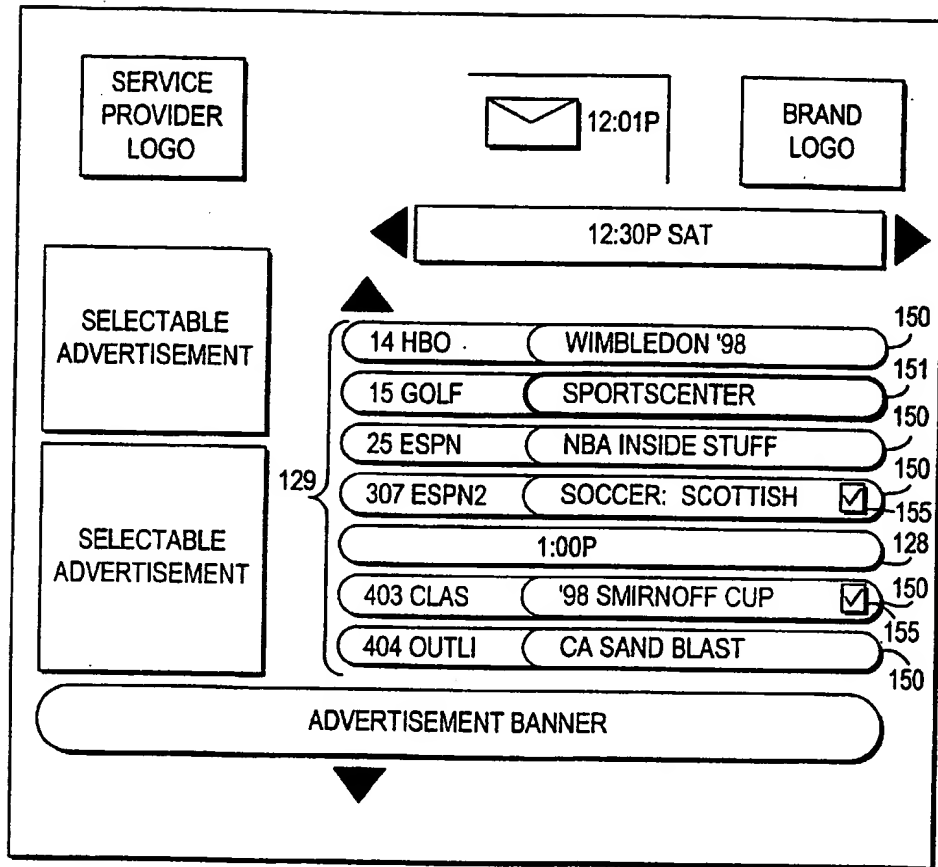 SERVICE
PROVIDER
LOGO
12:01P
BRAND
LOGO
12:30P SAT
SELECTABLE
ADVERTISEMENT
SELECTABLE
ADVERTISEMENT
129
14 HBO WIMBLEDON '98 150
15 GOLF SPORTSCENTER 151
25 ESPN NBA INSIDE STUFF 150
307 ESPN2 SOCCER: SCOTTISH 150
155
1:00P 128
403 CLAS '98 SMIRNOFF CUP 150
155
404 OUTLI CA SAND BLAST 150
ADVERTISEMENT BANNER